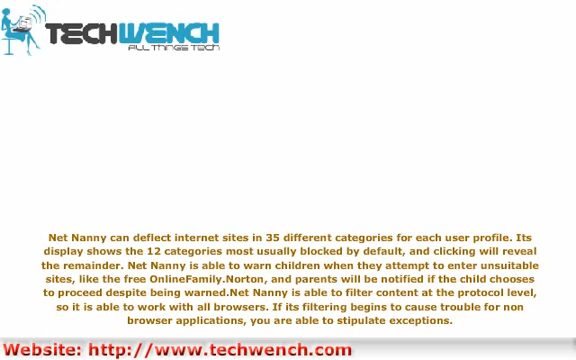 TECHWENCH
ALL THINGS TECH
Net Nanny can deflect internet sites in 35 different categories for each user profile. Its
display shows the 12 categories most usually blocked by default, and clicking will reveal
the remainder. Net Nanny is able to warn children when they attempt to enter unsuitable
sites, like the free OnlineFamily.Norton, and parents will be notified if the child chooses
to proceed despite being warned.Net Nanny is able to filter content at the protocol level,
so it is able to work with all browsers. If its filtering begins to cause trouble for non
browser applications, you are able to stipulate exceptions.
Website: http://www.techwench.com